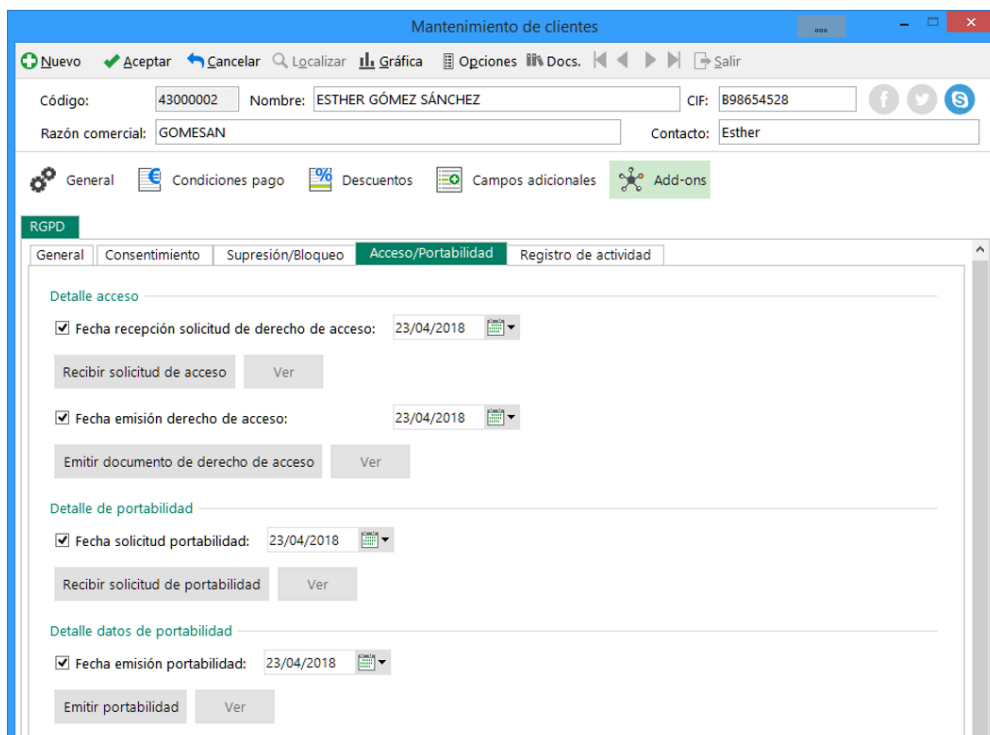 Mantenimiento de clientes
Nuevo Aceptar Cancelar Localizar Gráfica Opciones Docs. Salir
Código: 43000002 Nombre: ESTHER GÓMEZ SÁNCHEZ CIF: B98654528
Razón comercial: GOMESAN Contacto: Esther
General Condiciones pago Descuentos Campos adicionales Add-ons
RGPD
General Consentimiento Supresión/Bloqueo Acceso/Portabilidad Registro de actividad
Detalle acceso
Fecha recepción solicitud de derecho de acceso: 23/04/2018
Recibir solicitud de acceso Ver
Fecha emisión derecho de acceso: 23/04/2018
Emitir documento de derecho de acceso Ver
Detalle de portabilidad
Fecha solicitud portabilidad: 23/04/2018
Recibir solicitud de portabilidad Ver
Detalle datos de portabilidad
Fecha emisión portabilidad: 23/04/2018
Emitir portabilidad Ver